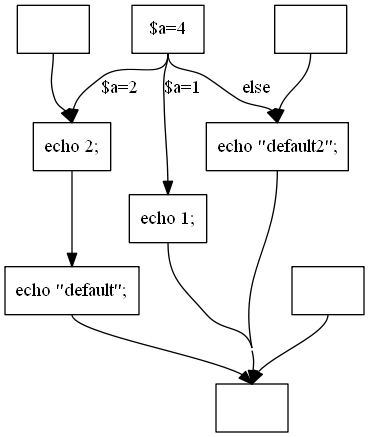 $a=4
$a=2
$a=1
else
echo 2;
echo "default2";
echo 1;
echo "default";